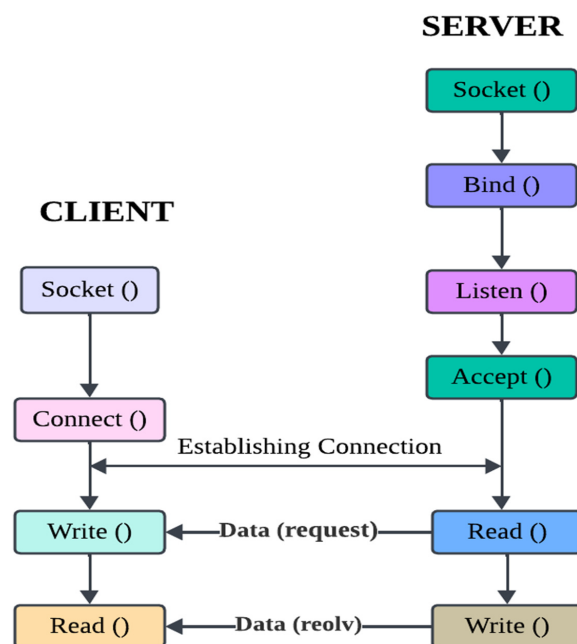 SERVER
Socket ()
Bind ()
CLIENT
Socket ()
Listen ()
Accept ()
Connect ()
Establishing Connection
Write ()
Data (request)
Read ()
Read ()
Data (reolv)
Write ()